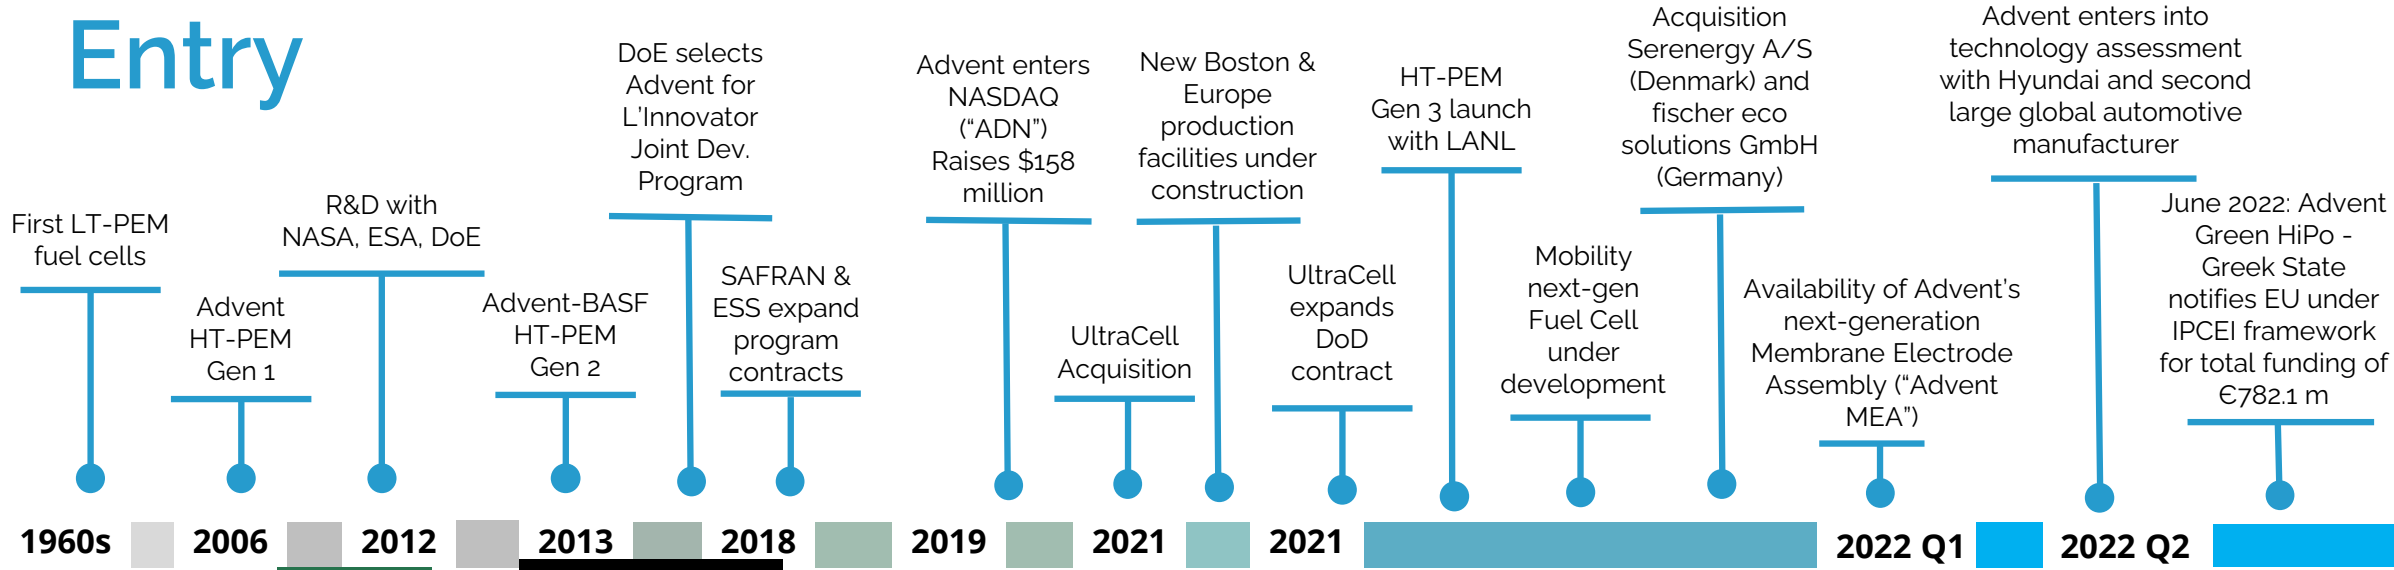 Entry
First LT-PEM
fuel cells
Advent
HT-PEM
Gen 1
R&D with
NASA, ESA, DoE
Advent-BASF
HT-PEM
Gen 2
DoE selects
Advent for
L’Innovator
Joint Dev.
Program
SAFRAN &
ESS expand
program
contracts
Advent enters
NASDAQ
(“ADN”)
Raises $158
million
UltraCell
Acquisition
New Boston &
Europe
production
facilities under
construction
UltraCell
expands
DoD
contract
HT-PEM
Gen 3 launch
with LANL
Mobility
next-gen
Fuel Cell
under
development
Acquisition
Serenergy A/S
(Denmark) and
fischer eco
solutions GmbH
(Germany)
Availability of Advent’s
next-generation
Membrane Electrode
Assembly (“Advent
MEA”)
Advent enters into
technology assessment
with Hyundai and second
large global automotive
manufacturer
June 2022: Advent
Green HiPo -
Greek State
notifies EU under
IPCEI framework
for total funding of
€782.1 m
1960s
2006
2012
2013
2018
2019
2021
2021
2022 Q1
2022 Q2